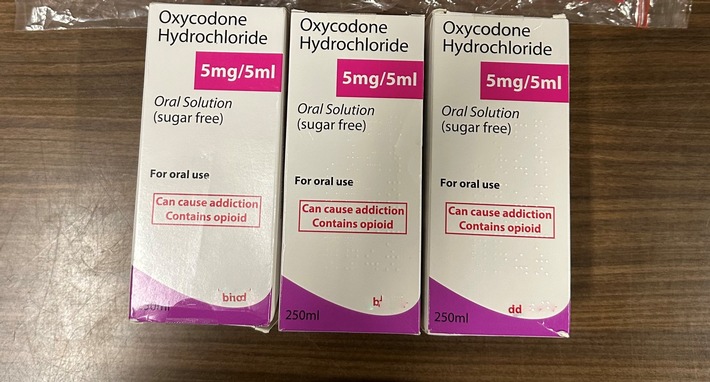 Oxycodone
Hydrochloride
5mg/5ml
Oral Solution
(sugar free)
For oral use
Can cause addiction
Contains opioid
Oxycodone
Hydrochloride
5mg/5ml
Oral Solution
(sugar free)
For oral use
Can cause addiction
Contains opioid
250ml
Oxycodone
Hydrochloride
5mg/5ml
Oral Solution
(sugar free)
For oral use
Can cause addiction
Contains opioid
250ml